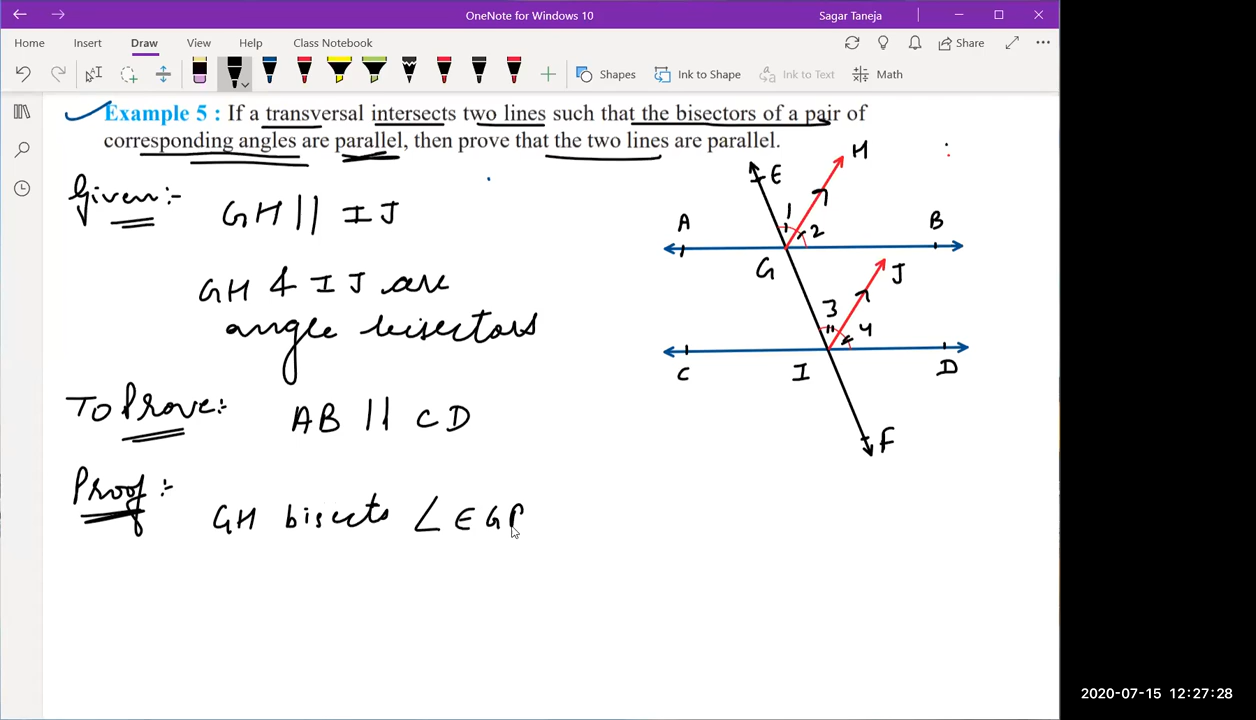 OneNote for Windows 10
Sagar Taneja
Home Insert Draw View Help Class Notebook
Share
Shapes Ink to Shape Ink to Text Math
Example 5 : If a transversal intersects two lines such that the bisectors of a pair of
corresponding angles are parallel, then prove that the two lines are parallel.
Given:-
GH || IJ
GH & IJ are
angle bisectors
To Prove:-
AB || CD
Proof:-
GH bisects ∠EG
H
E
1
2
A
B
G
J
3
4
C
I
D
F
2020-07-15 12:27:28